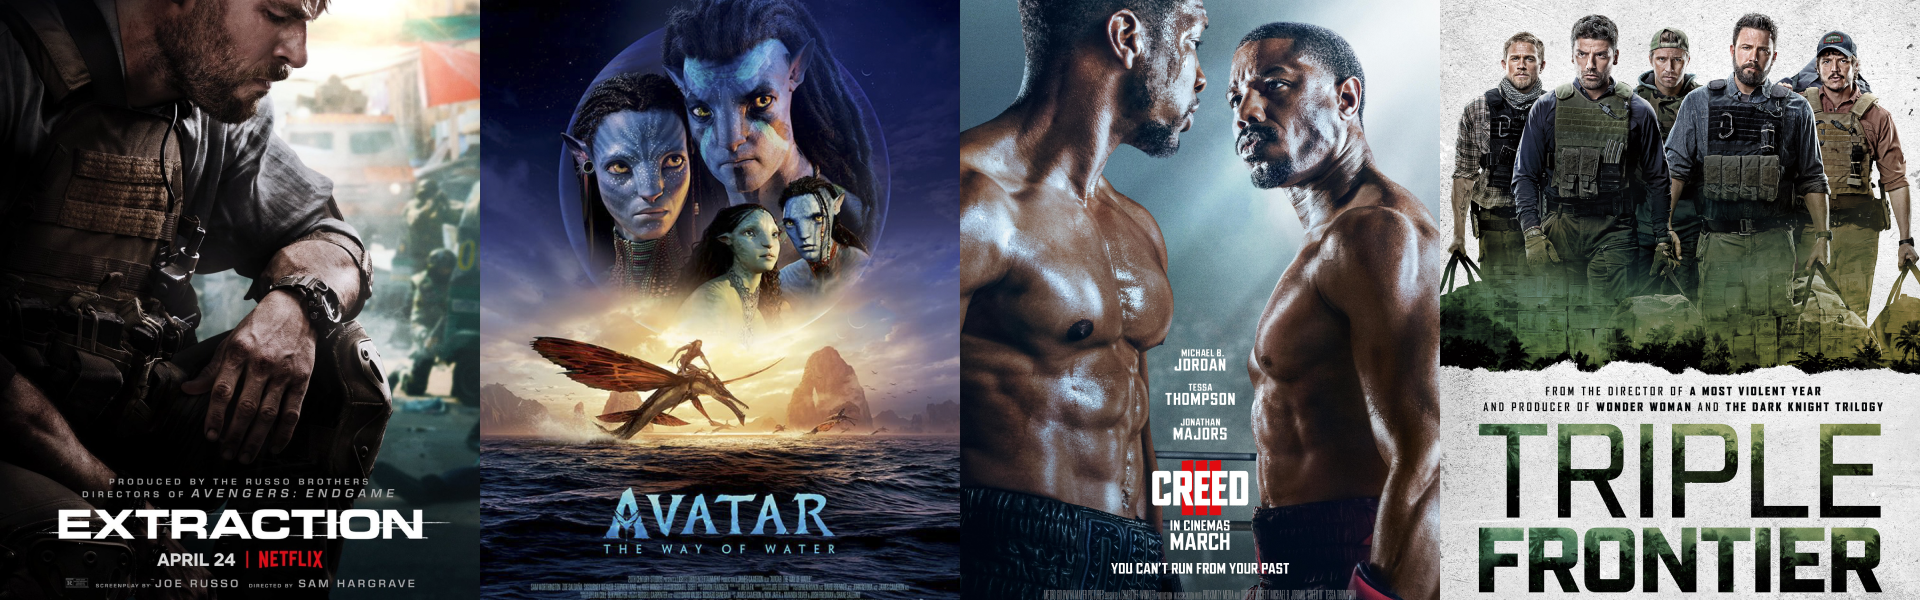 PRODUCED BY THE RUSSO BROTHERS
DIRECTORS OF AVENGERS: ENDGAME
EXTRACTION
APRIL 24 | NETFLIX
SCREENPLAY BY JOE RUSSO DIRECTED BY SAM HARGRAVE
AVATAR
THE WAY OF WATER
MICHAEL B.
JORDAN
TESSA
THOMPSON
JONATHAN
MAJORS
CREED
III
IN CINEMAS
MARCH
YOU CAN'T RUN FROM YOUR PAST
FROM THE DIRECTOR OF A MOST VIOLENT YEAR
AND PRODUCER OF WONDER WOMAN AND THE DARK KNIGHT TRILOGY
TRIPLE
FRONTIER